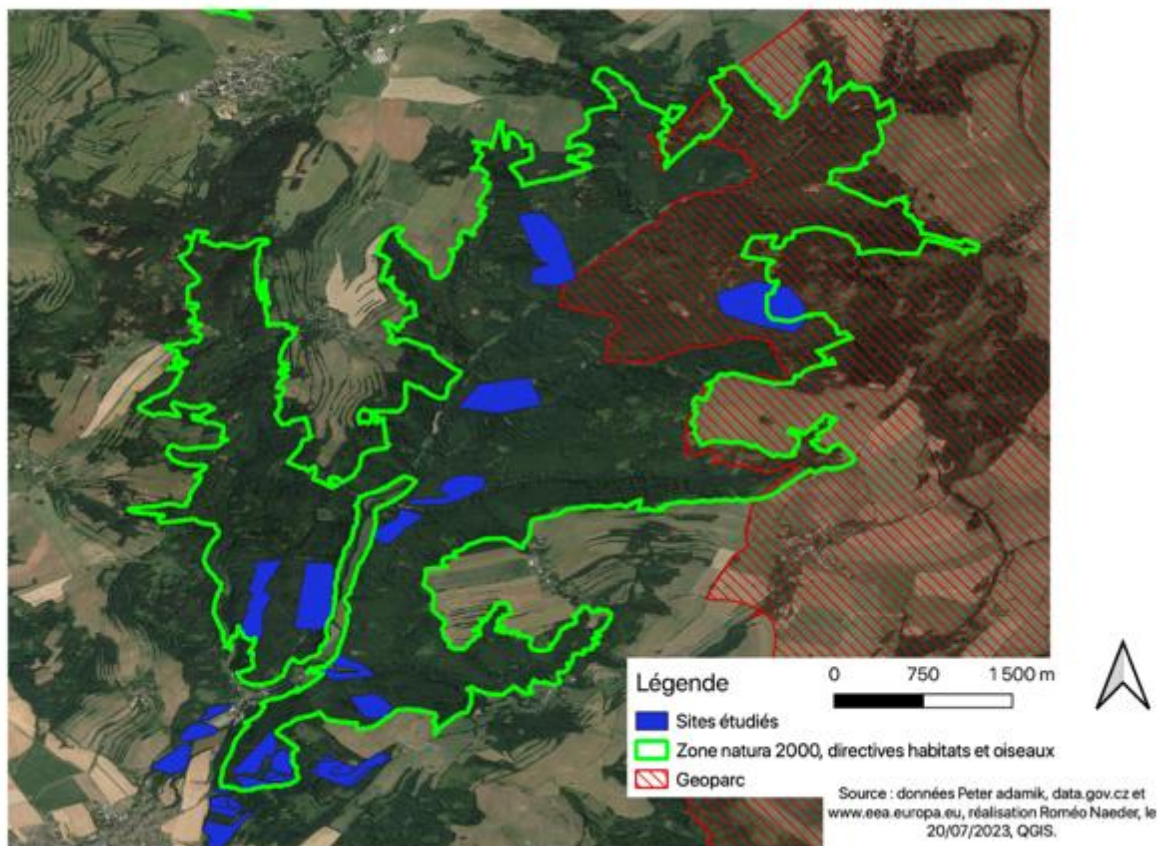 Légende
0 750 1 500 m
Sites étudiés
Zone natura 2000, directives habitats et oiseaux
Geoparc
Source : données Peter adamik, data.gov.cz et
www.eea.europa.eu, réalisation Roméo Naeder, le
20/07/2023, QGIS.